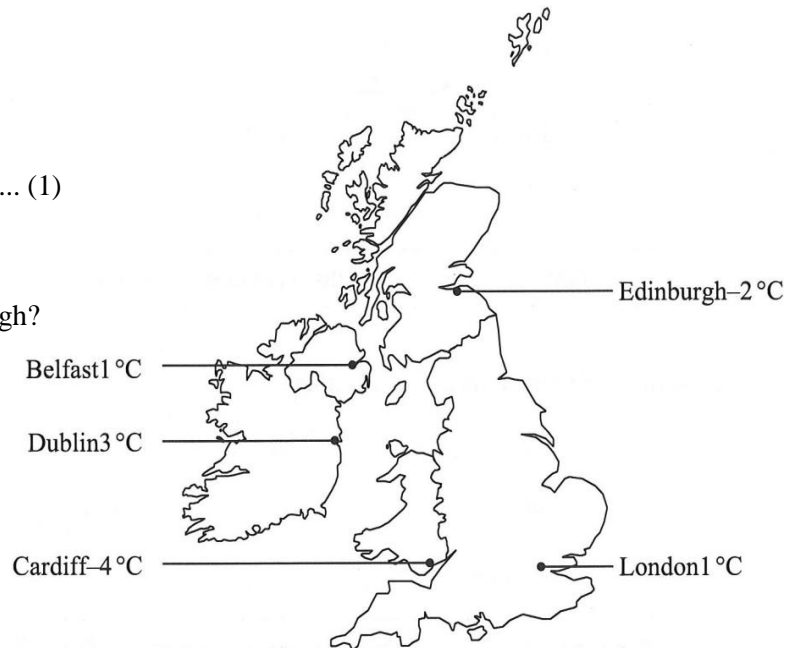 ... (1)
Edinburgh–2 °C
gh?
Belfast1 °C
Dublin3 °C
Cardiff–4 °C
London1 °C